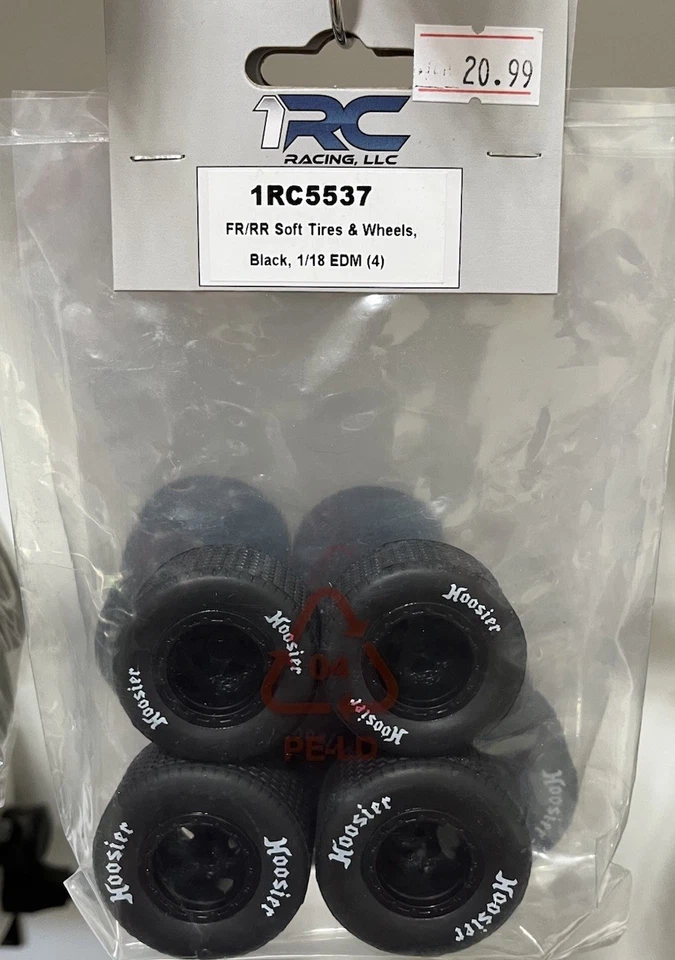 20.99
1RC
RACING, LLC
1RC5537
FR/RR Soft Tires & Wheels,
Black, 1/18 EDM (4)
Hoosier
Hoosier
Hoosier
Hoosier
04
PE-LD
Hoosier
Hoosier
Hoosier
Hoosier
Hoosier